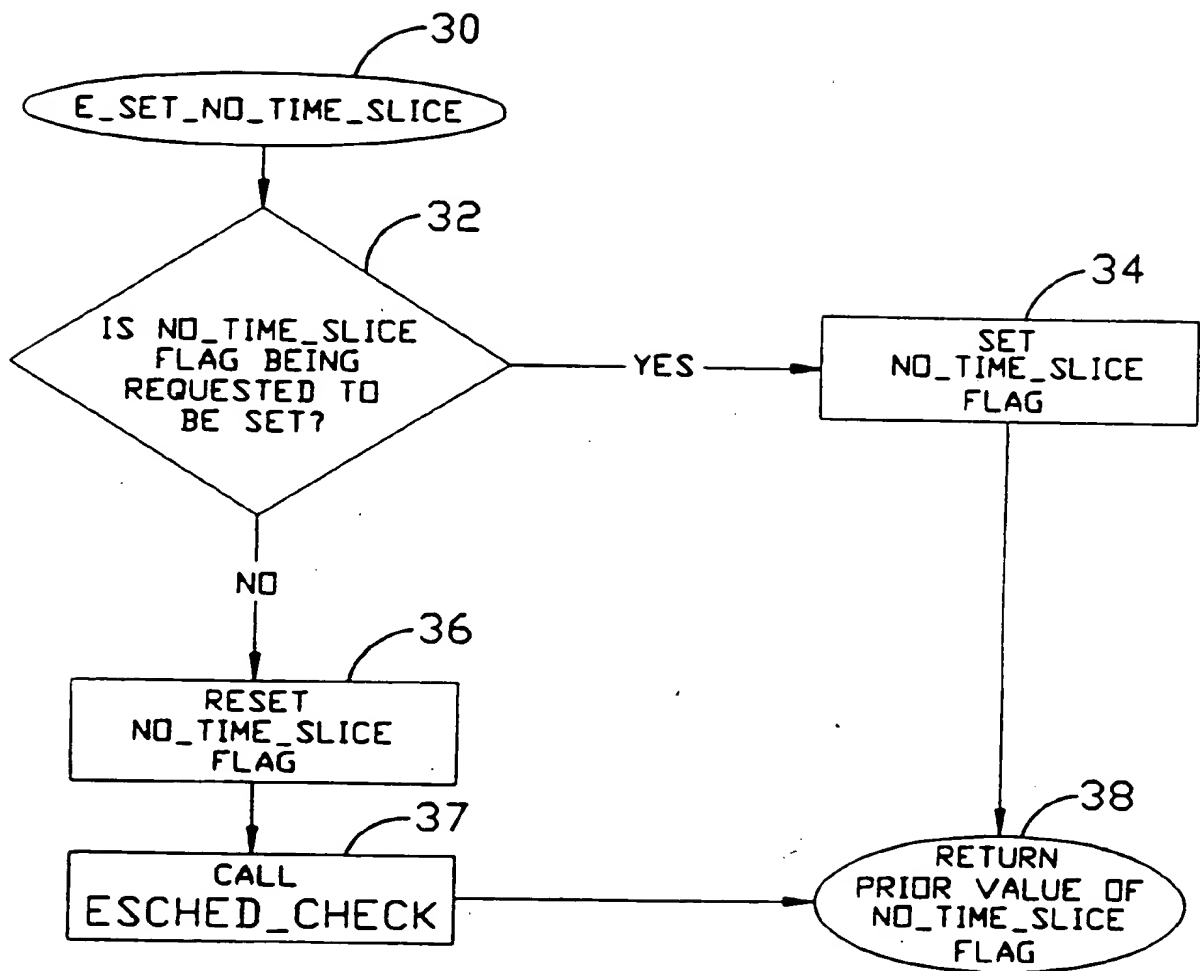 30
E_SET_NO_TIME_SLICE
32
IS NO_TIME_SLICE
FLAG BEING
REQUESTED TO
BE SET?
YES
34
SET
NO_TIME_SLICE
FLAG
NO
36
RESET
NO_TIME_SLICE
FLAG
37
CALL
ESCHED_CHECK
38
RETURN
PRIOR VALUE OF
NO_TIME_SLICE
FLAG